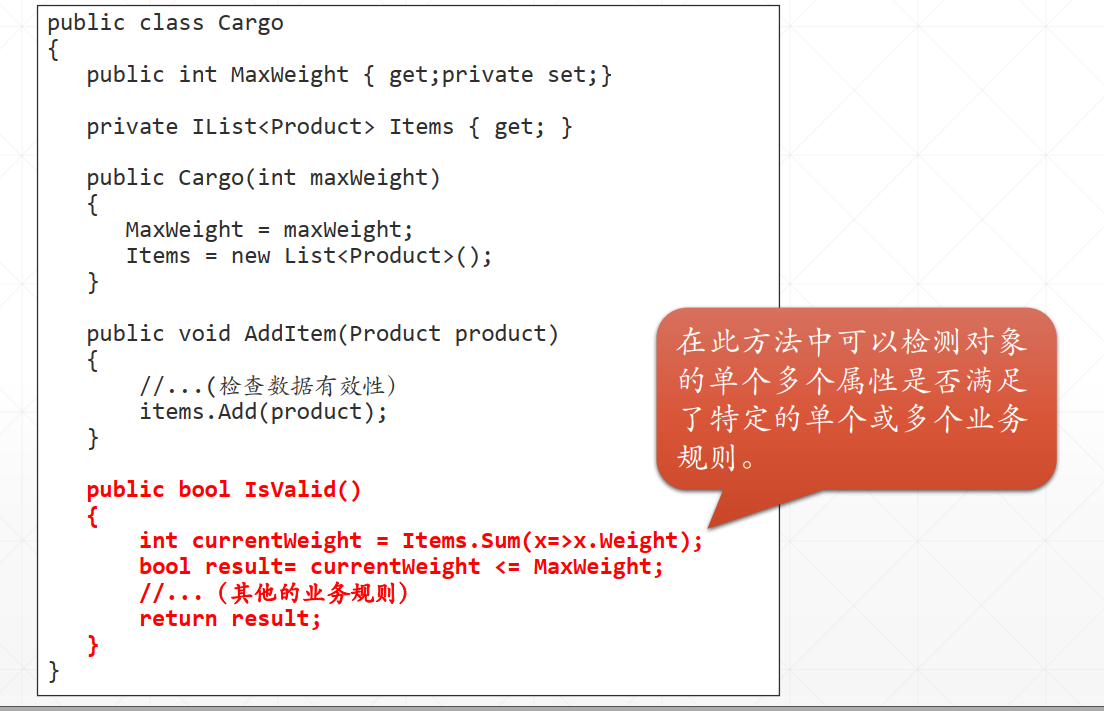 public class Cargo
{
public int MaxWeight { get;private set;}
private IList<Product> Items { get; }
public Cargo(int maxWeight)
{
MaxWeight = maxWeight;
Items = new List<Product>();
}
public void AddItem(Product product)
{
//...(检查数据有效性)
items.Add(product);
}
public bool IsValid()
{
int currentWeight = Items.Sum(x=>x.Weight);
bool result= currentWeight <= MaxWeight;
//...（其他的业务规则）
return result;
}
}
在此方法中可以检测对象
的单个多个属性是否满足
了特定的单个或多个业务
规则。